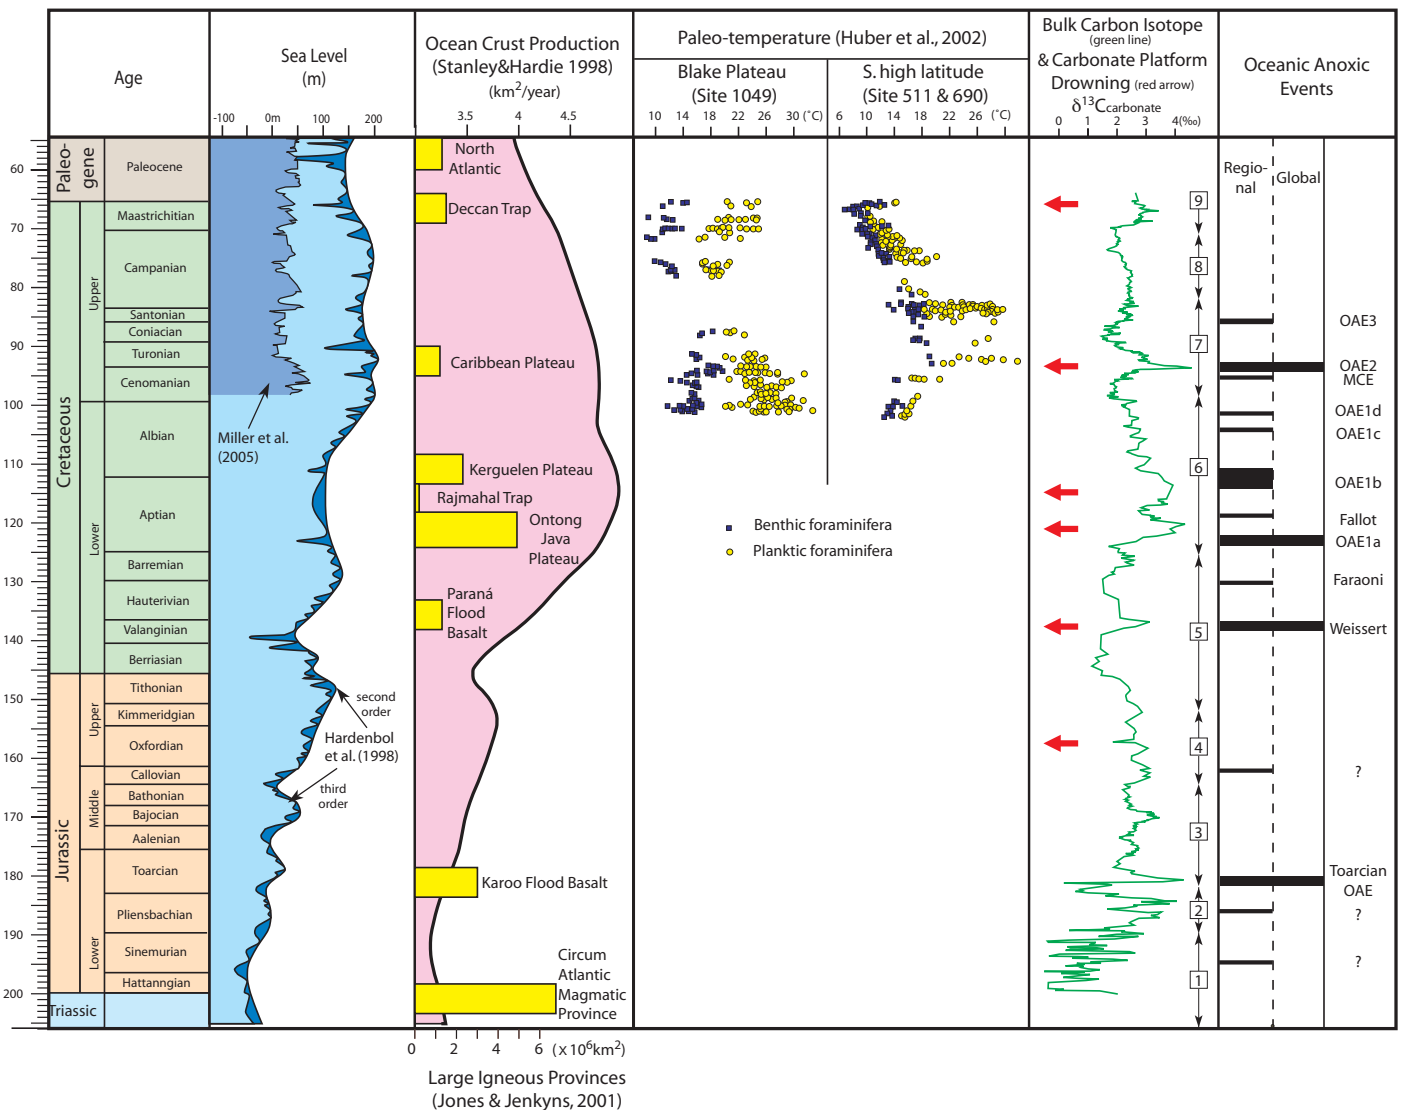 Age
Sea Level
(m)
-100 0m 100 200
Ocean Crust Production
(Stanley&Hardie 1998)
(km²/year)
3.5 4 4.5
Paleo-temperature (Huber et al., 2002)
Blake Plateau
(Site 1049)
10 14 18 22 26 30 (°C)
S. high latitude
(Site 511 & 690)
6 10 14 18 22 26 (°C)
Bulk Carbon Isotope
(green line)
& Carbonate Platform
Drowning (red arrow)
δ¹³Ccarbonate
0 1 2 3 4(‰)
Oceanic Anoxic
Events
Regio-
nal
Global
60
70
80
90
100
110
120
130
140
150
160
170
180
190
200
Paleo-
gene
Cretaceous
Jurassic
Triassic
Upper
Lower
Upper
Middle
Lower
Paleocene
Maastrichitian
Campanian
Santonian
Coniacian
Turonian
Cenomanian
Albian
Aptian
Barremian
Hauterivian
Valanginian
Berriasian
Tithonian
Kimmeridgian
Oxfordian
Callovian
Bathonian
Bajocian
Aalenian
Toarcian
Pliensbachian
Sinemurian
Hattanngian
Miller et al.
(2005)
second
order
Hardenbol
et al. (1998)
third
order
North
Atlantic
Deccan Trap
Caribbean Plateau
Kerguelen Plateau
Rajmahal Trap
Ontong
Java
Plateau
Paraná
Flood
Basalt
Karoo Flood Basalt
Circum
Atlantic
Magmatic
Province
Benthic foraminifera
Planktic foraminifera
9
8
7
6
5
4
3
2
1
OAE3
OAE2
MCE
OAE1d
OAE1c
OAE1b
Fallot
OAE1a
Faraoni
Weissert
?
Toarcian
OAE
?
?
0 2 4 6 (x10⁶km²)
Large Igneous Provinces
(Jones & Jenkyns, 2001)